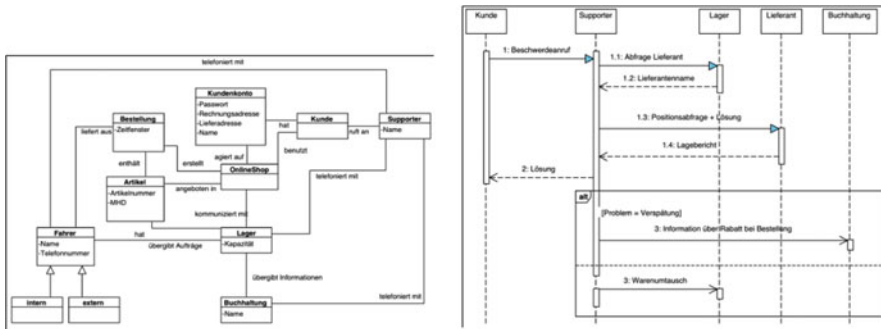 telefoniert mit
Kundenkonto
-Passwort
-Rechnungsadresse
-Lieferadresse
-Name
Bestellung
-Zeitfenster
Kunde
Supporter
-Name
liefert aus
hat
ruft an
enthält
erstellt
agiert auf
benutzt
OnlineShop
Artikel
-Artikelnummer
-MHD
angeboten in
telefoniert mit
kommuniziert mit
Fahrer
-Name
-Telefonnummer
hat
übergibt Aufträge
Lager
-Kapazität
übergibt Informationen
intern
extern
Buchhaltung
-Name
telefoniert mit
Kunde
Supporter
Lager
Lieferant
Buchhaltung
1: Beschwerdeanruf
1.1: Abfrage Lieferant
1.2: Lieferantenname
1.3: Positionsabfrage + Lösung
1.4: Lagebericht
2: Lösung
alt
[Problem = Verspätung]
3: Information über Rabatt bei Bestellung
3: Warenumtausch